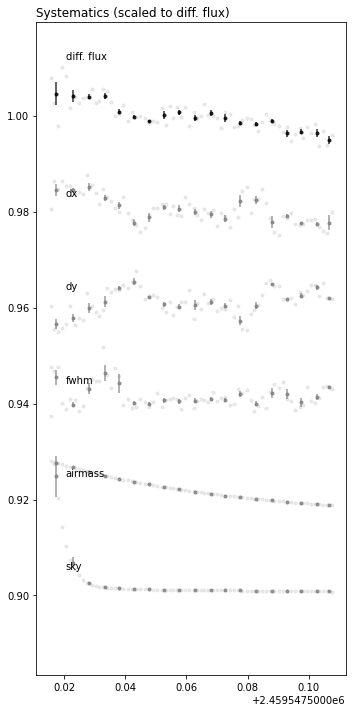 Systematics (scaled to diff. flux)
diff. flux
1.00
dx
0.98
dy
0.96
fwhm
0.94
airmass
0.92
sky
0.90
0.02
0.04
0.06
0.08
0.10
+2.4595475000e6